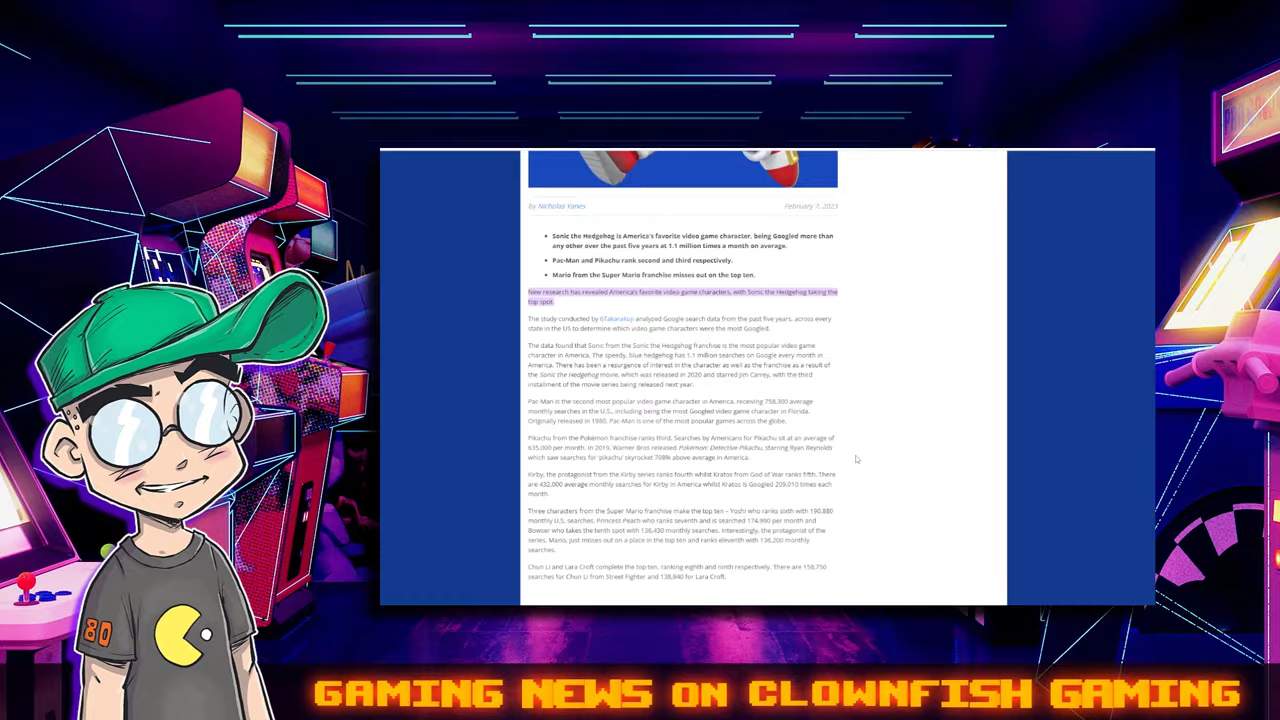 by Nicholas Yanes
February 7, 2023
Sonic the Hedgehog is America's favorite video game character, being Googled more than
any other over the past five years at 1.1 million times a month on average.
Pac-Man and Pikachu rank second and third respectively.
Mario from the Super Mario franchise misses out on the top ten.
New research has revealed America's favorite video game characters, with Sonic the Hedgehog taking the
top spot.
The study conducted by 6Takarakuji analyzed Google search data from the past five years, across every
state in the US to determine which video game characters were the most Googled.
The data found that Sonic from the Sonic the Hedgehog franchise is the most popular video game
character in America. The speedy, blue hedgehog has 1.1 million searches on Google every month in
America. There has been a resurgence of interest in the character as well as the franchise as a result of
the Sonic the Hedgehog movie, which was released in 2020 and starred Jim Carrey, with the third
installment of the movie series being released next year.
Pac-Man is the second most popular video game character in America, receiving 758,300 average
monthly searches in the U.S., including being the most Googled video game character in Florida.
Originally released in 1980, Pac-Man is one of the most popular games across the globe.
Pikachu from the Pokémon franchise ranks third. Searches by Americans for Pikachu sit at an average of
635,000 per month. In 2019, Warner Bros released Pokémon: Detective Pikachu, starring Ryan Reynolds
which saw searches for 'pikachu' skyrocket 708% above average in America.
Kirby, the protagonist from the Kirby series ranks fourth whilst Kratos from God of War ranks fifth. There
are 432,000 average monthly searches for Kirby in America whilst Kratos is Googled 209,010 times each
month.
Three characters from the Super Mario franchise make the top ten – Yoshi who ranks sixth with 190,880
monthly U.S. searches, Princess Peach who ranks seventh and is searched 174,990 per month and
Bowser who takes the tenth spot with 136,430 monthly searches. Interestingly, the protagonist of the
series, Mario, just misses out on a place in the top ten and ranks eleventh with 136,200 monthly
searches.
Chun Li and Lara Croft complete the top ten, ranking eighth and ninth respectively. There are 158,750
searches for Chun Li from Street Fighter and 138,940 for Lara Croft.
80
GAMING NEWS ON CLOWNFISH GAMING